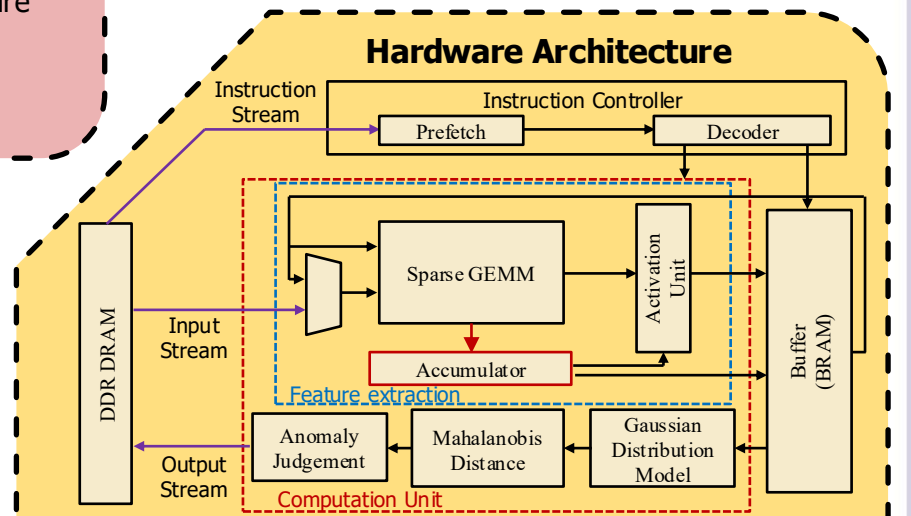 Hardware Architecture
Instruction
Stream
Instruction Controller
Prefetch
Decoder
DDR DRAM
Input
Stream
Sparse GEMM
Activation
Unit
Buffer
(BRAM)
Accumulator
Feature extraction
Output
Stream
Anomaly
Judgement
Mahalanobis
Distance
Gaussian
Distribution
Model
Computation Unit